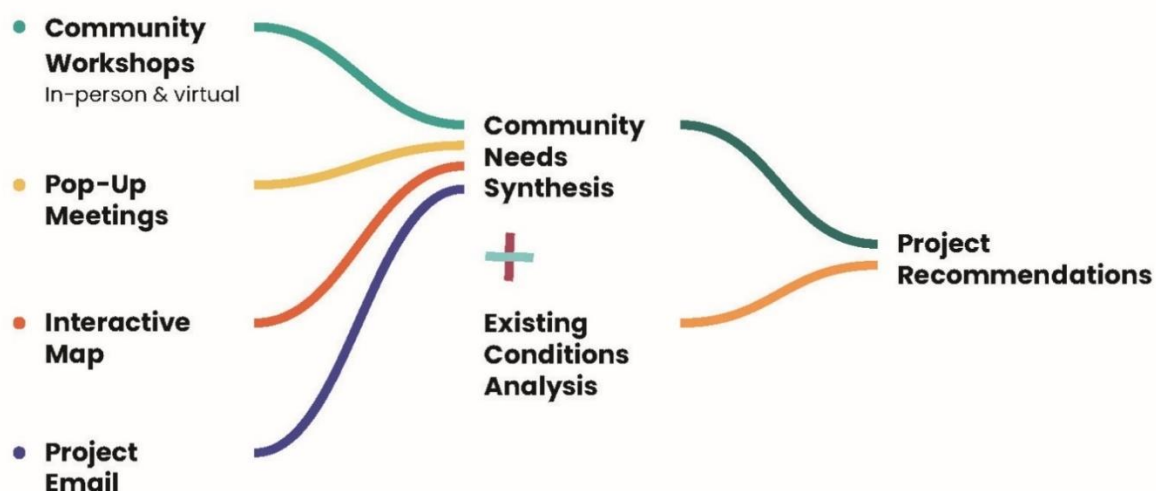 Community
Workshops
In-person & virtual
Pop-Up
Meetings
Interactive
Map
Project
Email
Community
Needs
Synthesis
Existing
Conditions
Analysis
Project
Recommendations